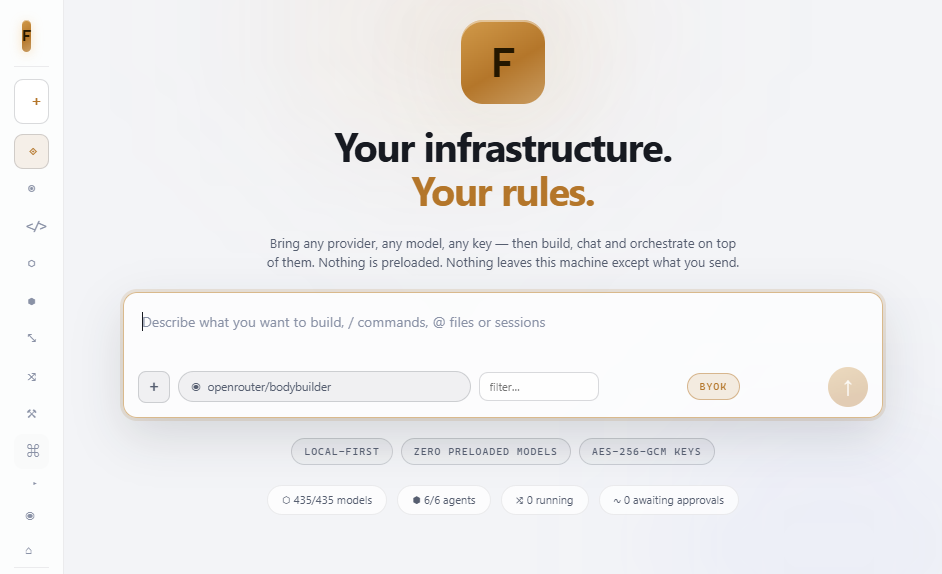 F
F
Your infrastructure.
Your rules.
Bring any provider, any model, any key — then build, chat and orchestrate on top
of them. Nothing is preloaded. Nothing leaves this machine except what you send.
Describe what you want to build, / commands, @ files or sessions
+ openrouter/bodybuilder filter... BYOK ↑
LOCAL-FIRST ZERO PRELOADED MODELS AES-256-GCM KEYS
435/435 models 6/6 agents 0 running 0 awaiting approvals